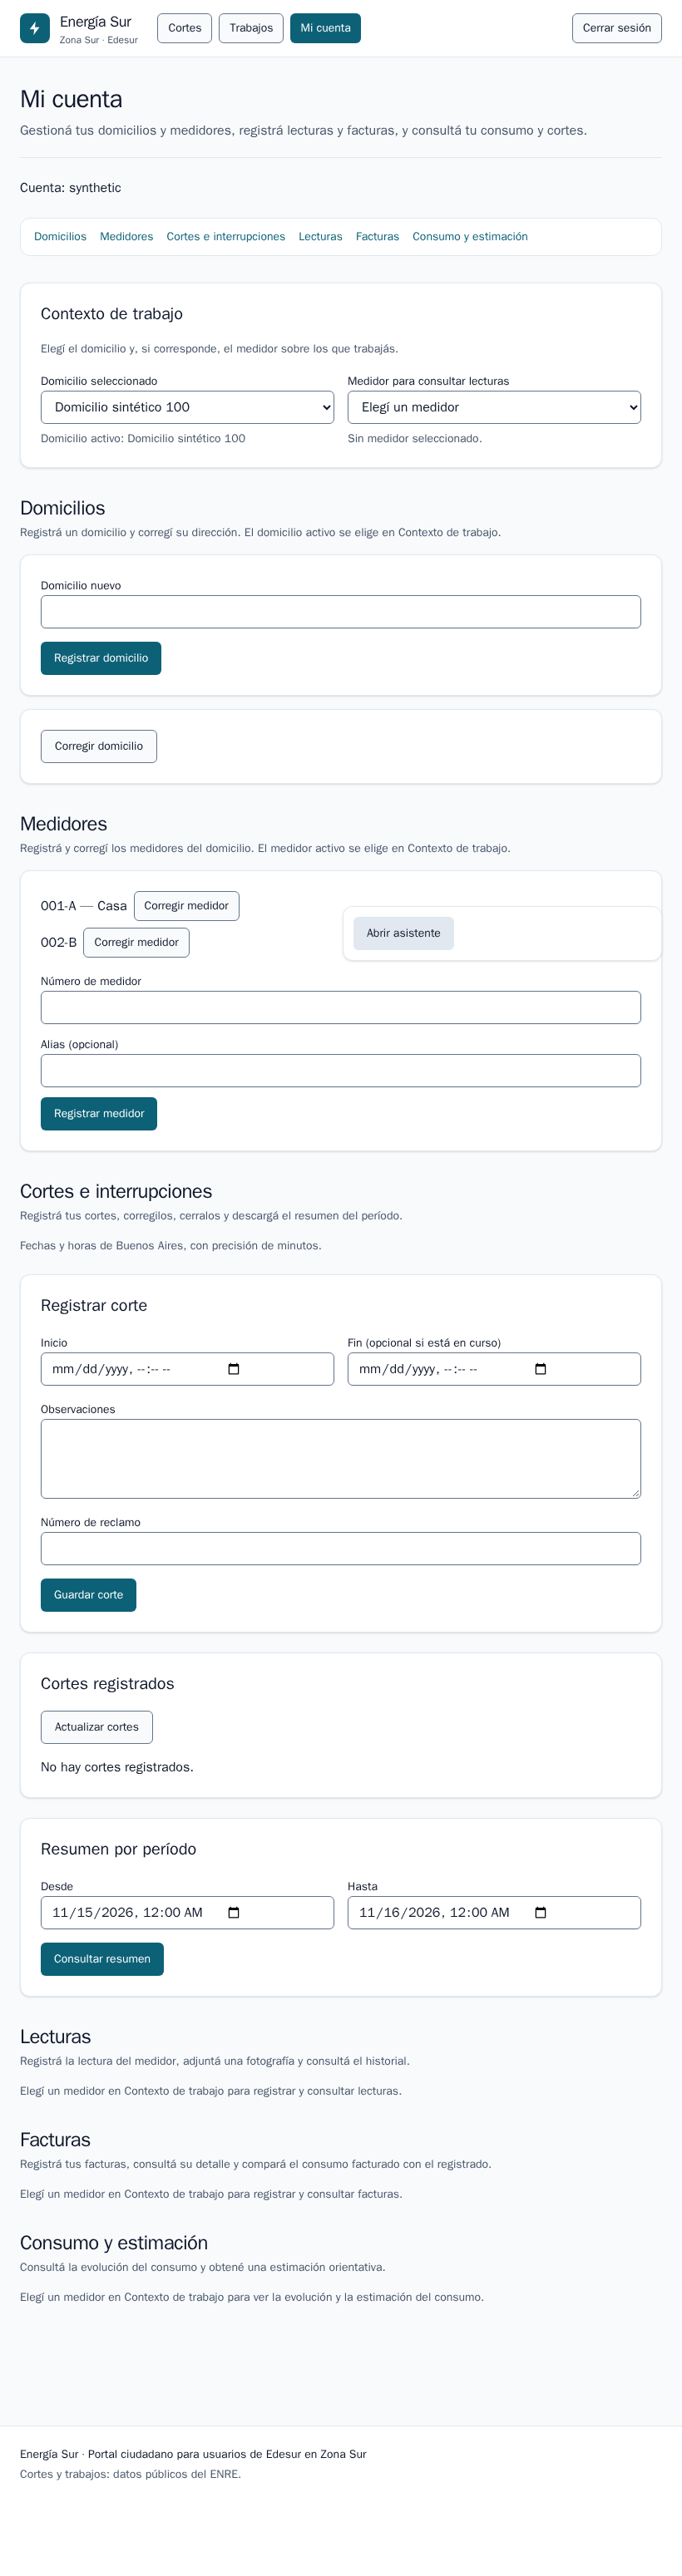 Energía Sur
Zona Sur · Edesur
Cortes
Trabajos
Mi cuenta
Cerrar sesión
Mi cuenta
Gestioná tus domicilios y medidores, registrá lecturas y facturas, y consultá tu consumo y cortes.
Cuenta: synthetic
Domicilios Medidores Cortes e interrupciones Lecturas Facturas Consumo y estimación
Contexto de trabajo
Elegí el domicilio y, si corresponde, el medidor sobre los que trabajás.
Domicilio seleccionado
Domicilio sintético 100
Domicilio activo: Domicilio sintético 100
Medidor para consultar lecturas
Elegí un medidor
Sin medidor seleccionado.
Domicilios
Registrá un domicilio y corregí su dirección. El domicilio activo se elige en Contexto de trabajo.
Domicilio nuevo
Registrar domicilio
Corregir domicilio
Medidores
Registrá y corregí los medidores del domicilio. El medidor activo se elige en Contexto de trabajo.
001-A — Casa Corregir medidor
Abrir asistente
002-B Corregir medidor
Número de medidor
Alias (opcional)
Registrar medidor
Cortes e interrupciones
Registrá tus cortes, corregilos, cerralos y descargá el resumen del período.
Fechas y horas de Buenos Aires, con precisión de minutos.
Registrar corte
Inicio
mm/dd/yyyy, --:-- --
Fin (opcional si está en curso)
mm/dd/yyyy, --:-- --
Observaciones
Número de reclamo
Guardar corte
Cortes registrados
Actualizar cortes
No hay cortes registrados.
Resumen por período
Desde
11/15/2026, 12:00 AM
Hasta
11/16/2026, 12:00 AM
Consultar resumen
Lecturas
Registrá la lectura del medidor, adjuntá una fotografía y consultá el historial.
Elegí un medidor en Contexto de trabajo para registrar y consultar lecturas.
Facturas
Registrá tus facturas, consultá su detalle y compará el consumo facturado con el registrado.
Elegí un medidor en Contexto de trabajo para registrar y consultar facturas.
Consumo y estimación
Consultá la evolución del consumo y obtené una estimación orientativa.
Elegí un medidor en Contexto de trabajo para ver la evolución y la estimación del consumo.
Energía Sur · Portal ciudadano para usuarios de Edesur en Zona Sur
Cortes y trabajos: datos públicos del ENRE.